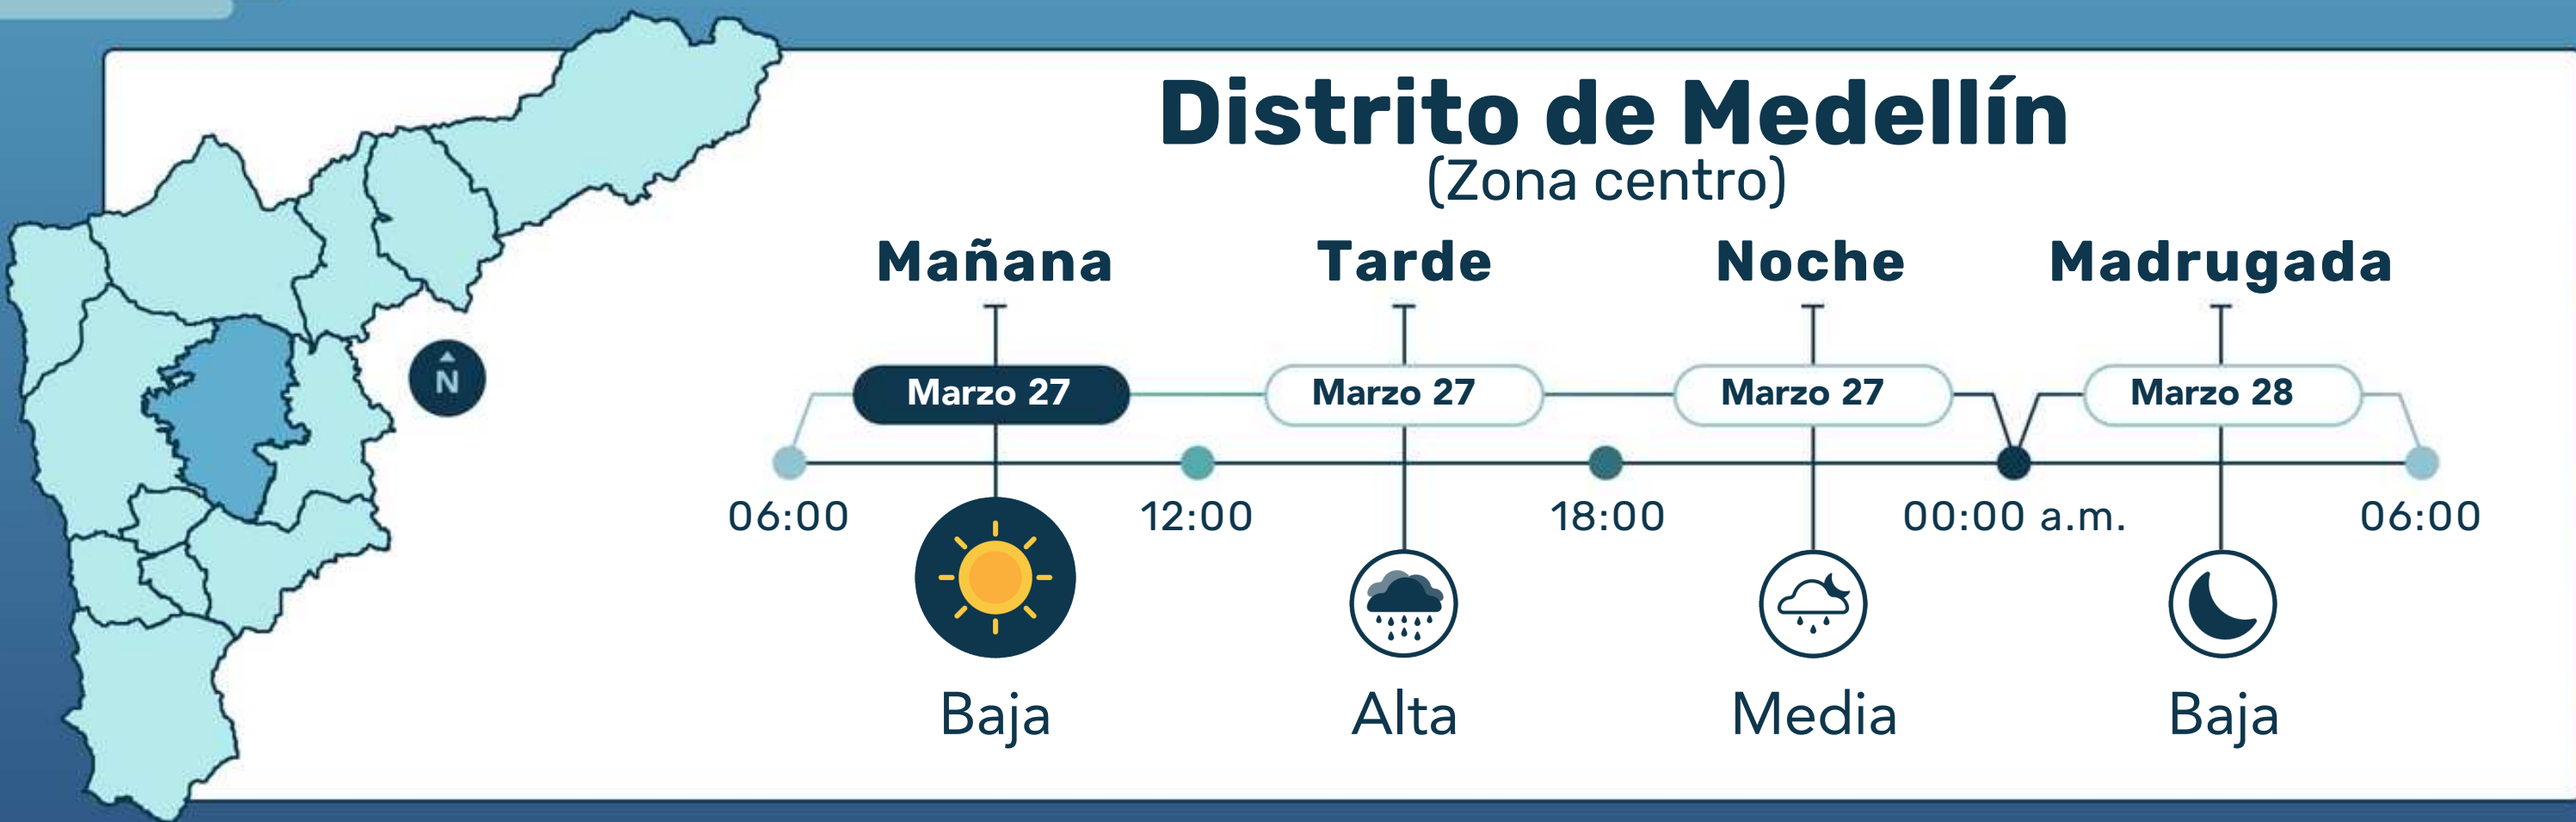 Distrito de Medellín
(Zona centro)
Mañana Tarde Noche Madrugada
Marzo 27 Marzo 27 Marzo 27 Marzo 28
N
06:00 12:00 18:00 00:00 a.m. 06:00
Baja Alta Media Baja